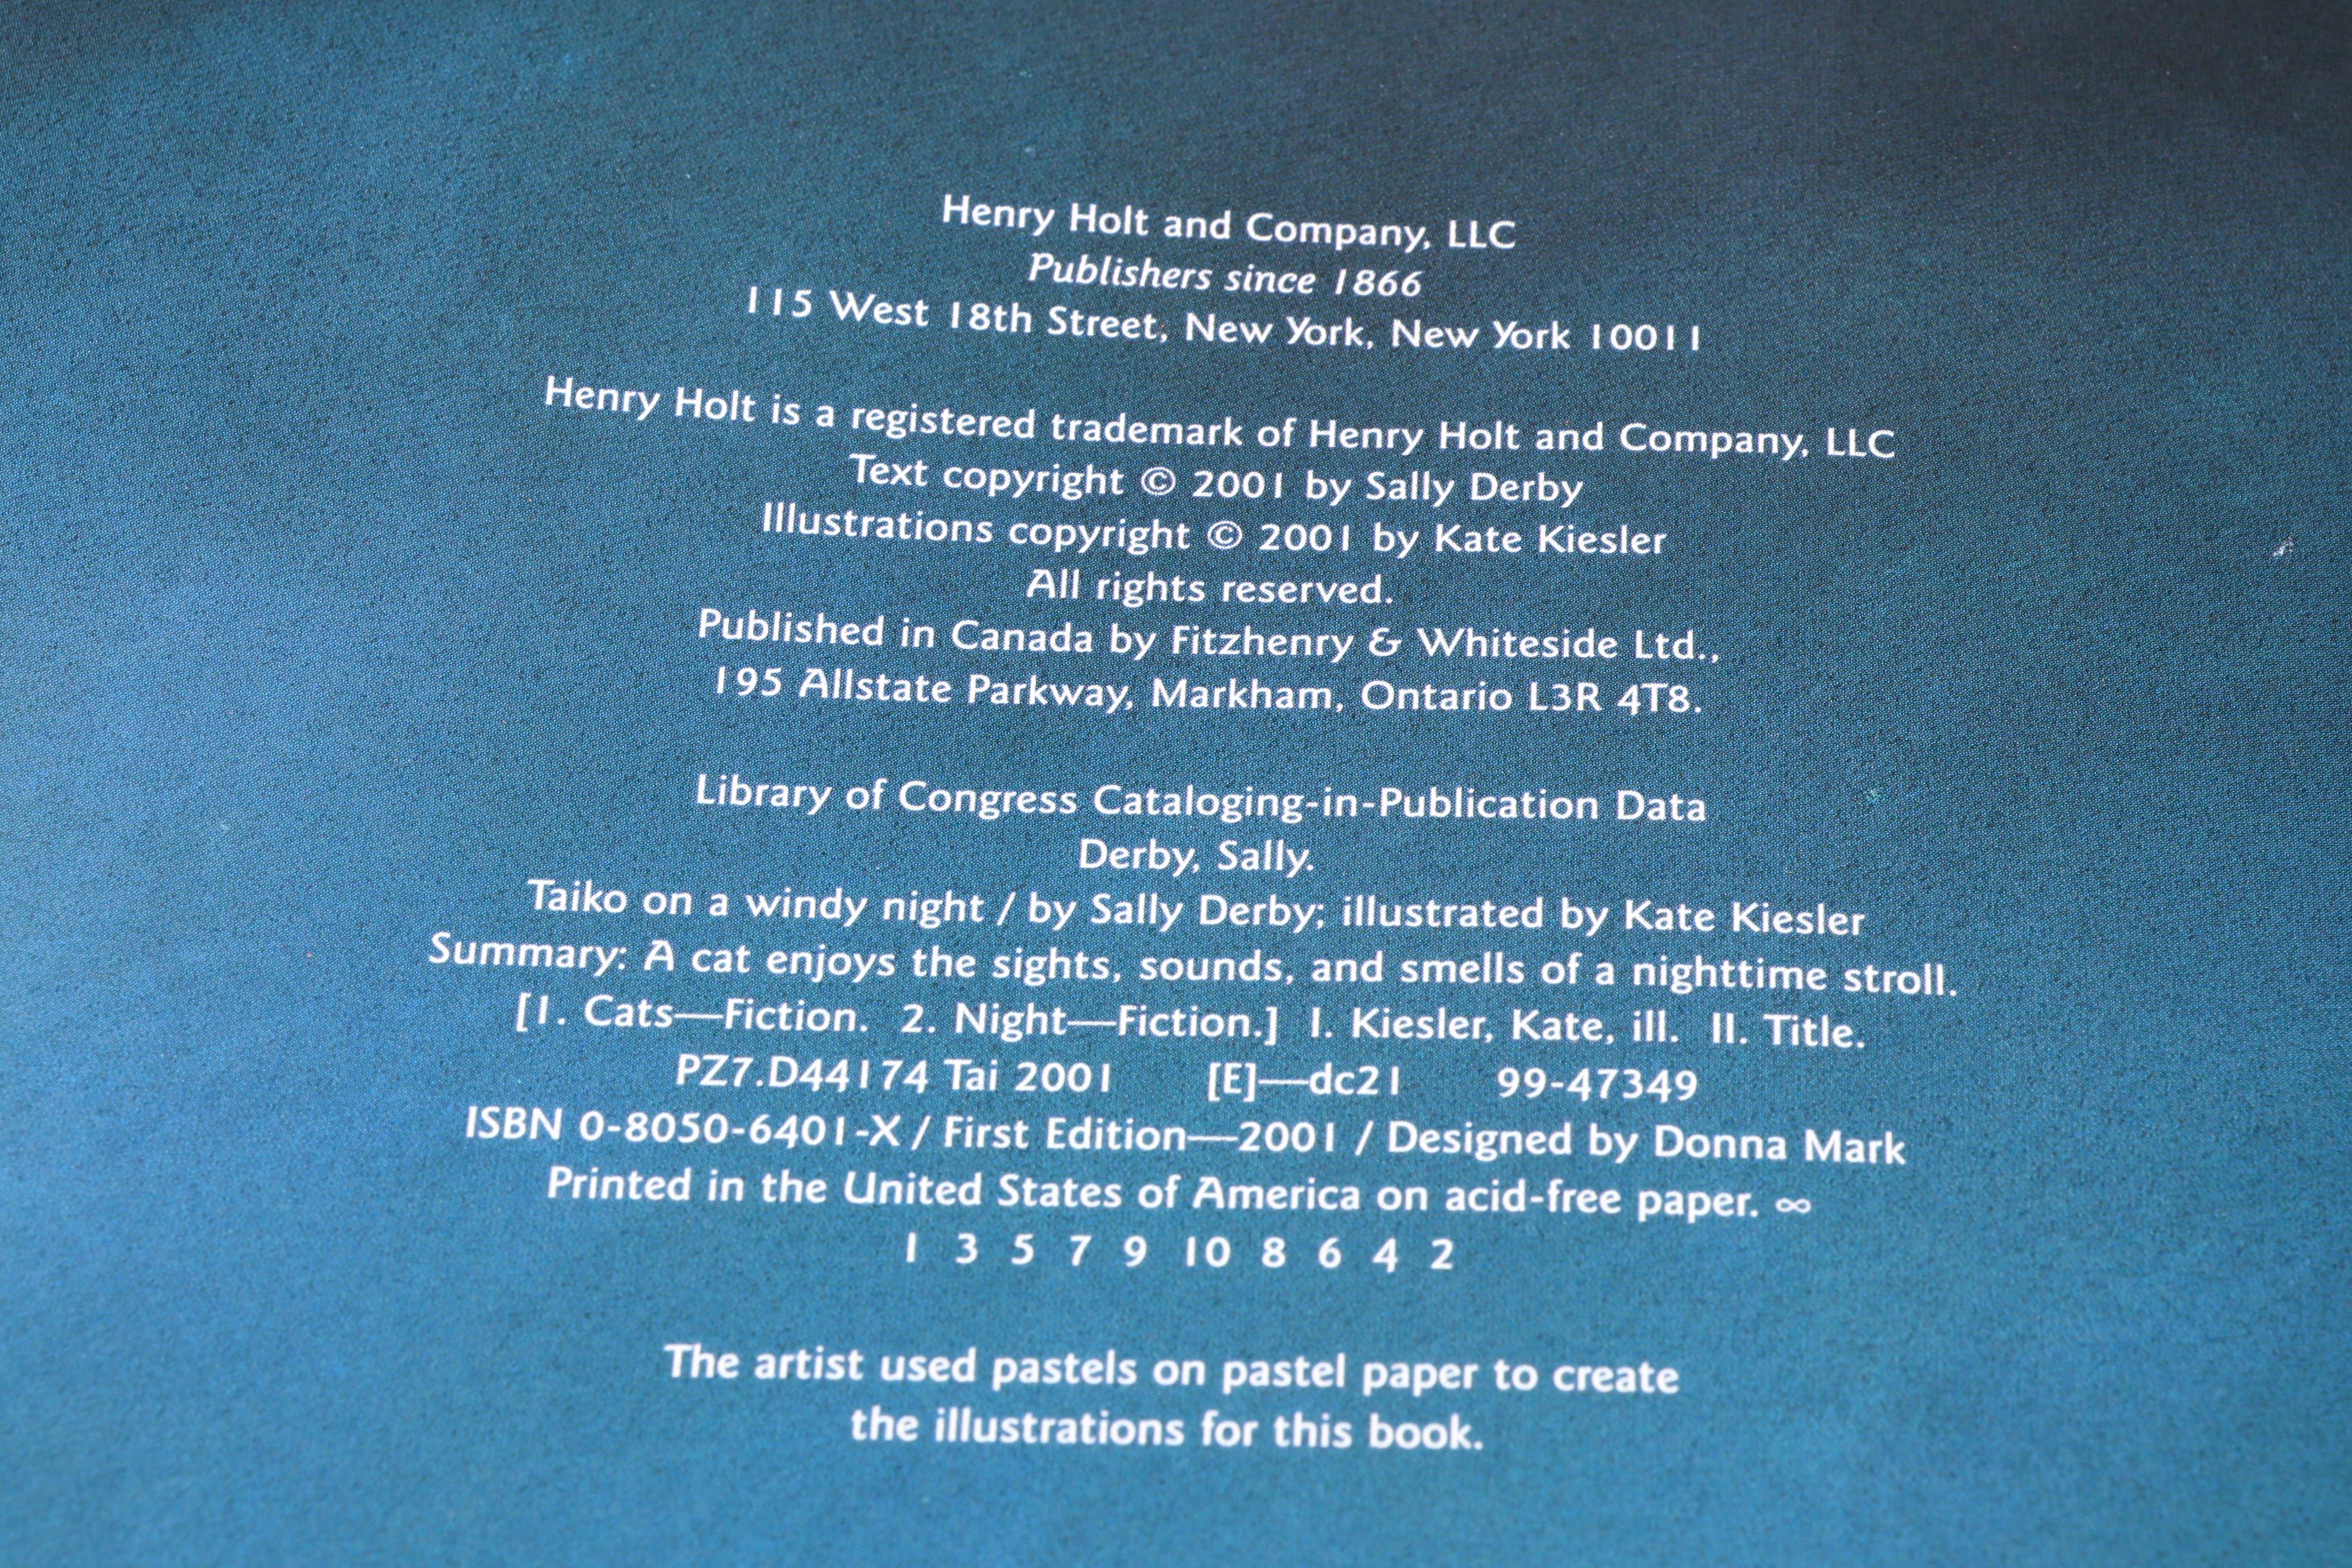 Henry Holt and Company, LLC
Publishers since 1866
115 West 18th Street, New York, New York 10011
Henry Holt is a registered trademark of Henry Holt and Company, LLC
Text copyright © 2001 by Sally Derby
Illustrations copyright © 2001 by Kate Kiesler
All rights reserved.
Published in Canada by Fitzhenry & Whiteside Ltd.,
195 Allstate Parkway, Markham, Ontario L3R 4T8.
Library of Congress Cataloging-in-Publication Data
Derby, Sally.
Taiko on a windy night / by Sally Derby; illustrated by Kate Kiesler
Summary: A cat enjoys the sights, sounds, and smells of a nighttime stroll.
[1. Cats—Fiction. 2. Night—Fiction.] I. Kiesler, Kate, ill. II. Title.
PZ7.D44174 Tai 2001 [E]—dc21 99-47349
ISBN 0-8050-6401-X / First Edition—2001 / Designed by Donna Mark
Printed in the United States of America on acid-free paper. ∞
1 3 5 7 9 10 8 6 4 2
The artist used pastels on pastel paper to create
the illustrations for this book.